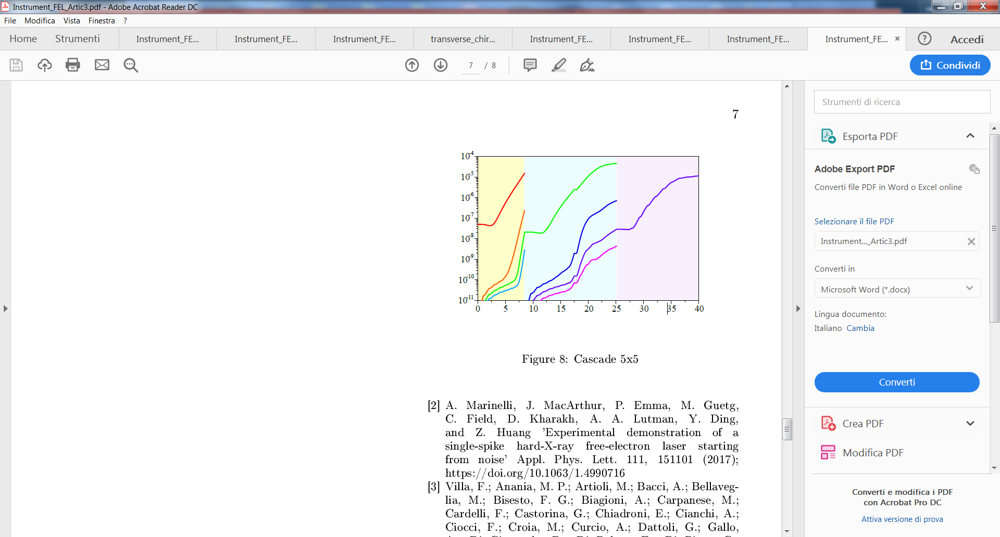 Instrument_FEL_Artic3.pdf - Adobe Acrobat Reader DC
File Modifica Vista Finestra ?
Home Strumenti Instrument_FE... Instrument_FE... Instrument_FE... transverse_chir... Instrument_FE... Instrument_FE... Instrument_FE... Instrument_FE... × ? Accedi
7 / 8 Condividi
7
10-4
10-5
10-6
10-7
10-8
10-9
10-10
10-11
0 5 10 15 20 25 30 35 40
Figure 8: Cascade 5x5
[2] A. Marinelli, J. MacArthur, P. Emma, M. Guetg,
C. Field, D. Kharakh, A. A. Lutman, Y. Ding,
and Z. Huang ’Experimental demonstration of a
single-spike hard-X-ray free-electron laser starting
from noise’ Appl. Phys. Lett. 111, 151101 (2017);
https://doi.org/10.1063/1.4990716
[3] Villa, F.; Anania, M. P.; Artioli, M.; Bacci, A.; Bellaveg-
lia, M.; Bisesto, F. G.; Biagioni, A.; Carpanese, M.;
Cardelli, F.; Castorina, G.; Chiadroni, E.; Cianchi, A.;
Ciocci, F.; Croia, M.; Curcio, A.; Dattoli, G.; Gallo,
Strumenti di ricerca
Esporta PDF
Adobe Export PDF
Converti file PDF in Word o Excel online
Selezionare il file PDF
Instrument..._Artic3.pdf
Converti in
Microsoft Word (*.docx)
Lingua documento:
Italiano Cambia
Converti
Crea PDF
Modifica PDF
Converti e modifica i PDF
con Acrobat Pro DC
Attiva versione di prova